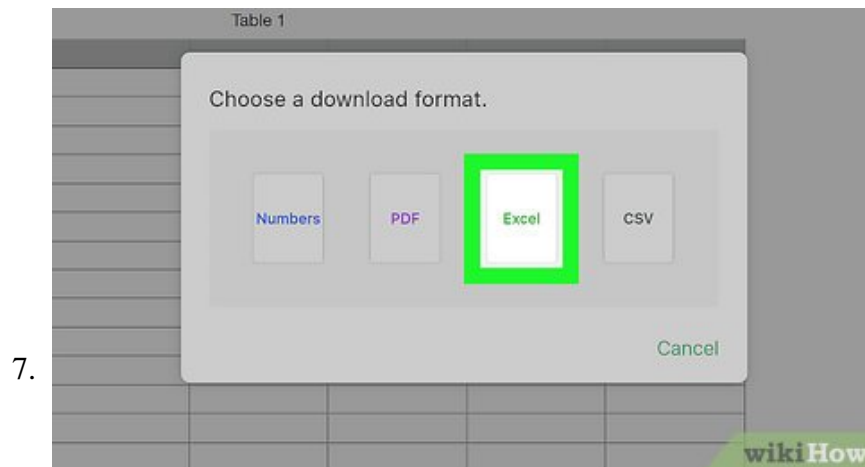 Table 1
Choose a download format.
Numbers PDF Excel CSV
Cancel
7.
wikiHow